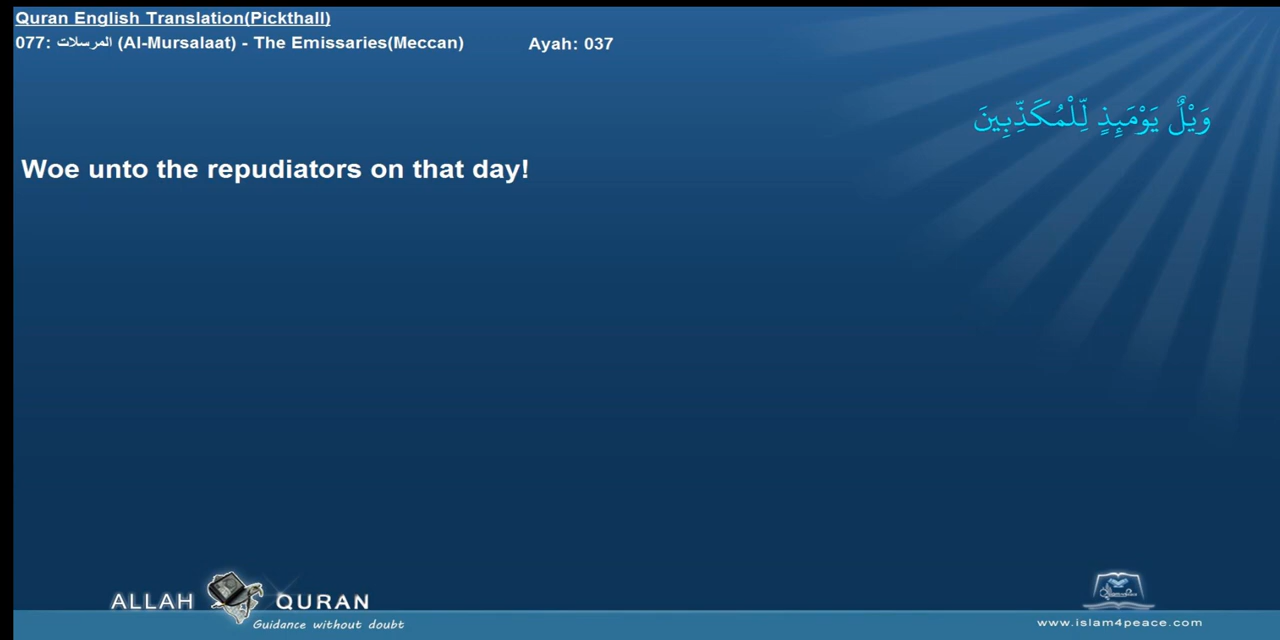 Quran English Translation(Pickthall)
077: المرسلات (Al-Mursalaat) - The Emissaries(Meccan) Ayah: 037
وَيْلٌ يَوْمَئِذٍ لِّلْمُكَذِّبِينَ
Woe unto the repudiators on that day!
ALLAH QURAN
Guidance without doubt
www.islam4peace.com